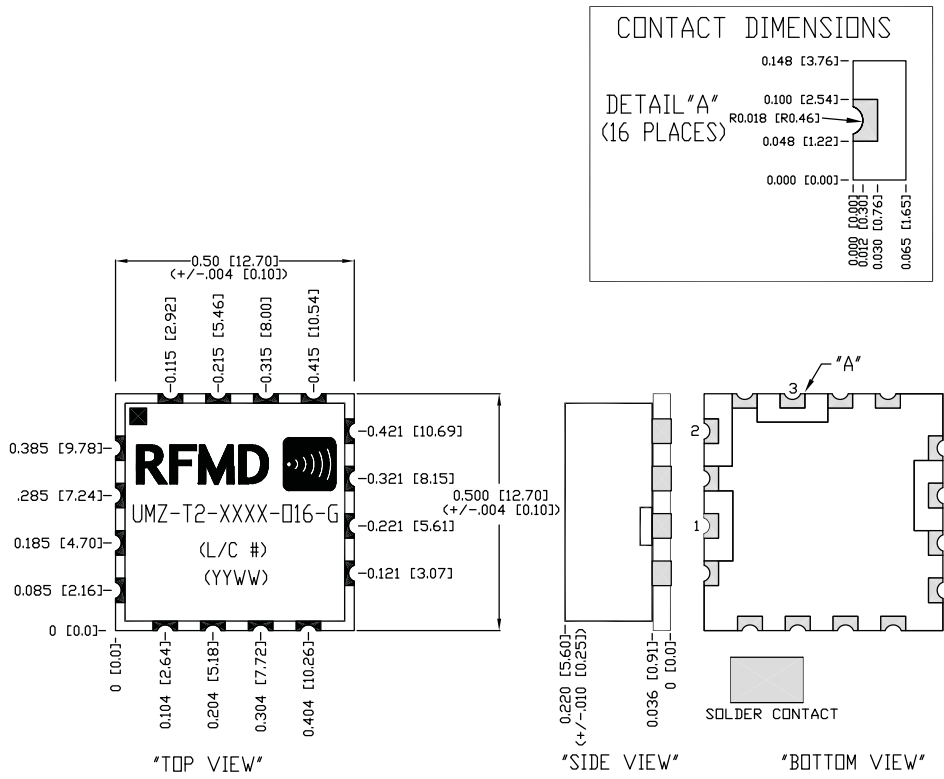 CONTACT DIMENSIONS
0.148 [3.76]
DETAIL"A"
(16 PLACES)
0.100 [2.54]
R0.018 [R0.46]
0.048 [1.22]
0.000 [0.00]
0.000 [0.00]
0.012 [0.30]
0.030 [0.76]
0.065 [1.65]
0.50 [12.70]
(+/-.004 [0.10])
0.115 [2.92]
0.215 [5.46]
0.315 [8.00]
0.415 [10.54]
0.385 [9.78]
.285 [7.24]
0.185 [4.70]
0.085 [2.16]
0 [0.0]
RFMD
UMZ-T2-XXXX-O16-G
(L/C #)
(YYWW)
0.421 [10.69]
0.321 [8.15]
0.221 [5.61]
0.121 [3.07]
0.500 [12.70]
(+/-.004 [0.10])
0 [0.0]
0.104 [2.64]
0.204 [5.18]
0.304 [7.72]
0.404 [10.26]
"TOP VIEW"
0.220 [5.60]
(+/-.010 [0.25])
0.036 [0.91]
0 [0.0]
"SIDE VIEW"
"A"
3
2
1
SOLDER CONTACT
"BOTTOM VIEW"